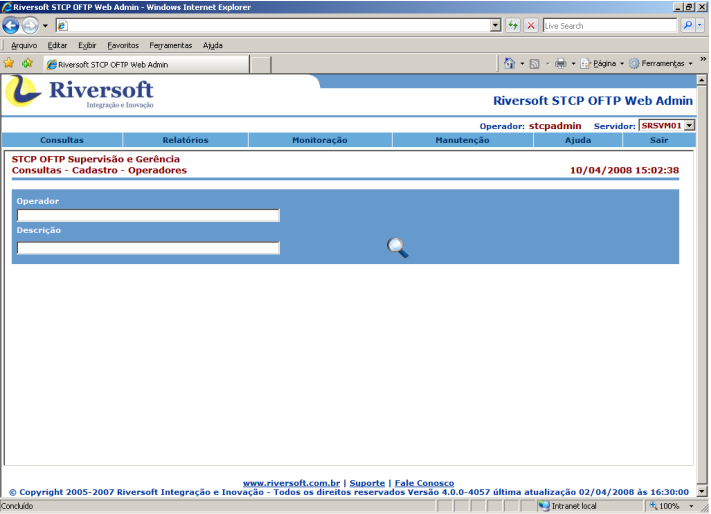 Riversoft STCP OFTP Web Admin - Windows Internet Explorer
Live Search
Arquivo Editar Exibir Favoritos Ferramentas Ajuda
Riversoft STCP OFTP Web Admin
Página Ferramentas
Riversoft
Integração e Inovação
Riversoft STCP OFTP Web Admin
Operador: stcpadmin Servidor: SRSVM01
Consultas Relatórios Monitoração Manutenção Ajuda Sair
STCP OFTP Supervisão e Gerência
Consultas - Cadastro - Operadores 10/04/2008 15:02:38
Operador
Descrição
www.riversoft.com.br | Suporte | Fale Conosco
© Copyright 2005-2007 Riversoft Integração e Inovação - Todos os direitos reservados Versão 4.0.0-4057 última atualização 02/04/2008 às 16:30:00
Concluído Intranet local 100%